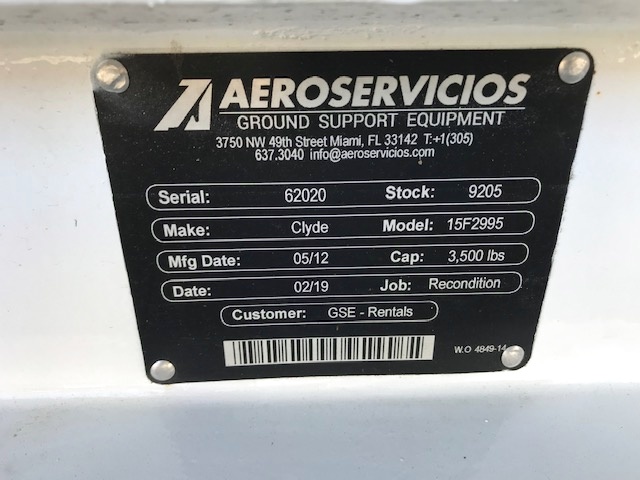 AEROSERVICIOS
GROUND SUPPORT EQUIPMENT
3750 NW 49th Street Miami, FL 33142 T:+1(305)
637.3040 info@aeroservicios.com
Serial: 62020 Stock: 9205
Make: Clyde Model: 15F2995
Mfg Date: 05/12 Cap: 3,500 lbs
Date: 02/19 Job: Recondition
Customer: GSE - Rentals
W.O 4849-14